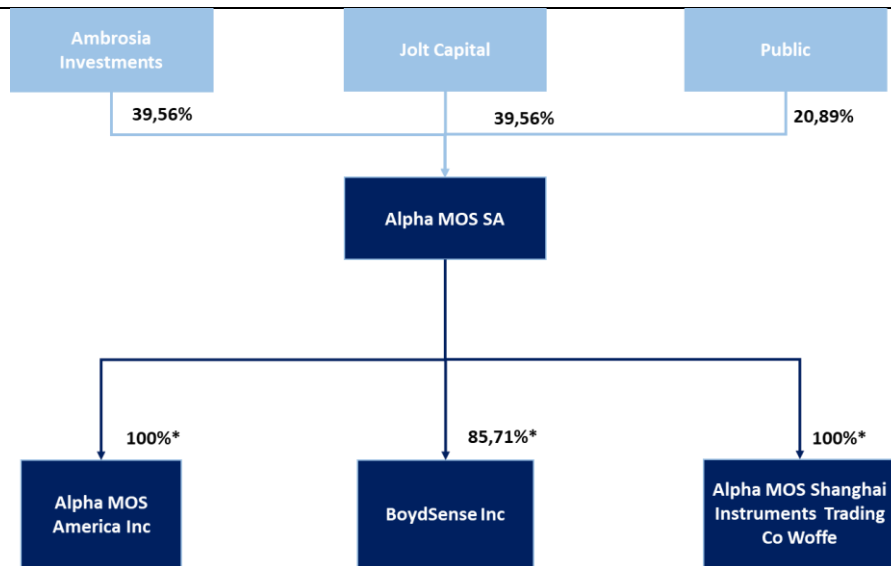 Ambrosia
Investments
Jolt Capital
Public
39,56%
39,56%
20,89%
Alpha MOS SA
100%*
85,71%*
100%*
Alpha MOS
America Inc
BoydSense Inc
Alpha MOS Shanghai
Instruments Trading
Co Woffe